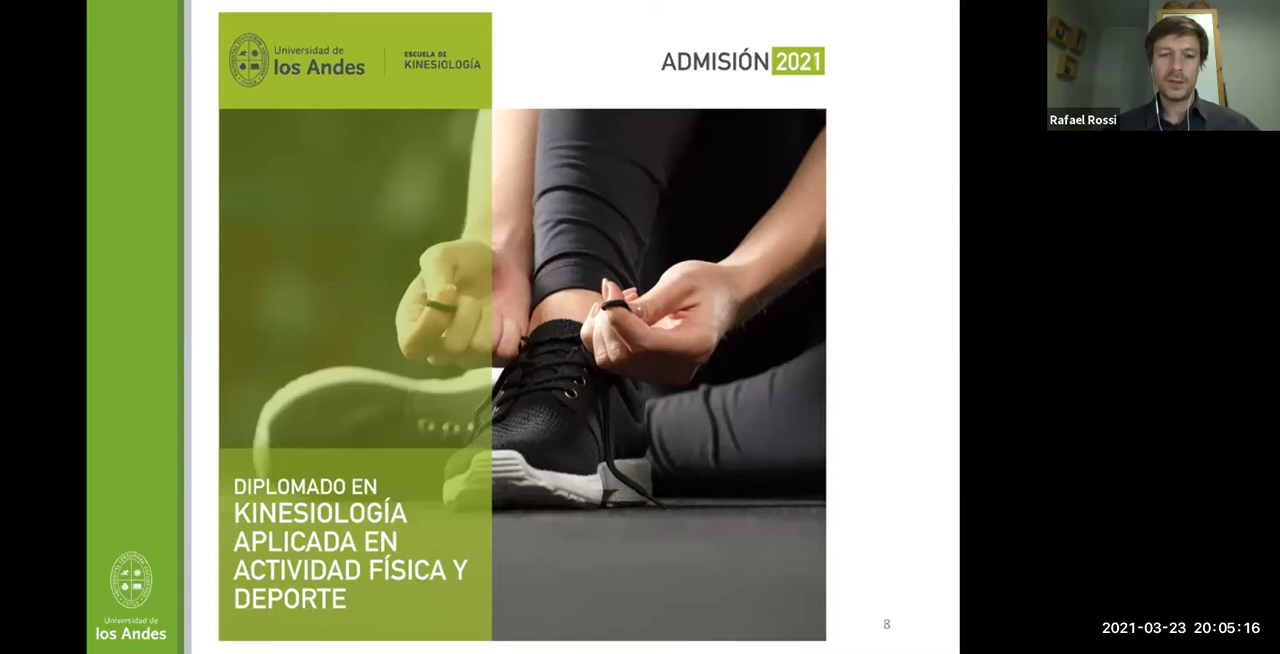 Universidad de
los Andes
ESCUELA DE
KINESIOLOGÍA
ADMISIÓN 2021
Rafael Rossi
DIPLOMADO EN
KINESIOLOGÍA
APLICADA EN
ACTIVIDAD FÍSICA Y
DEPORTE
Universidad de
los Andes
8
2021-03-23 20:05:16